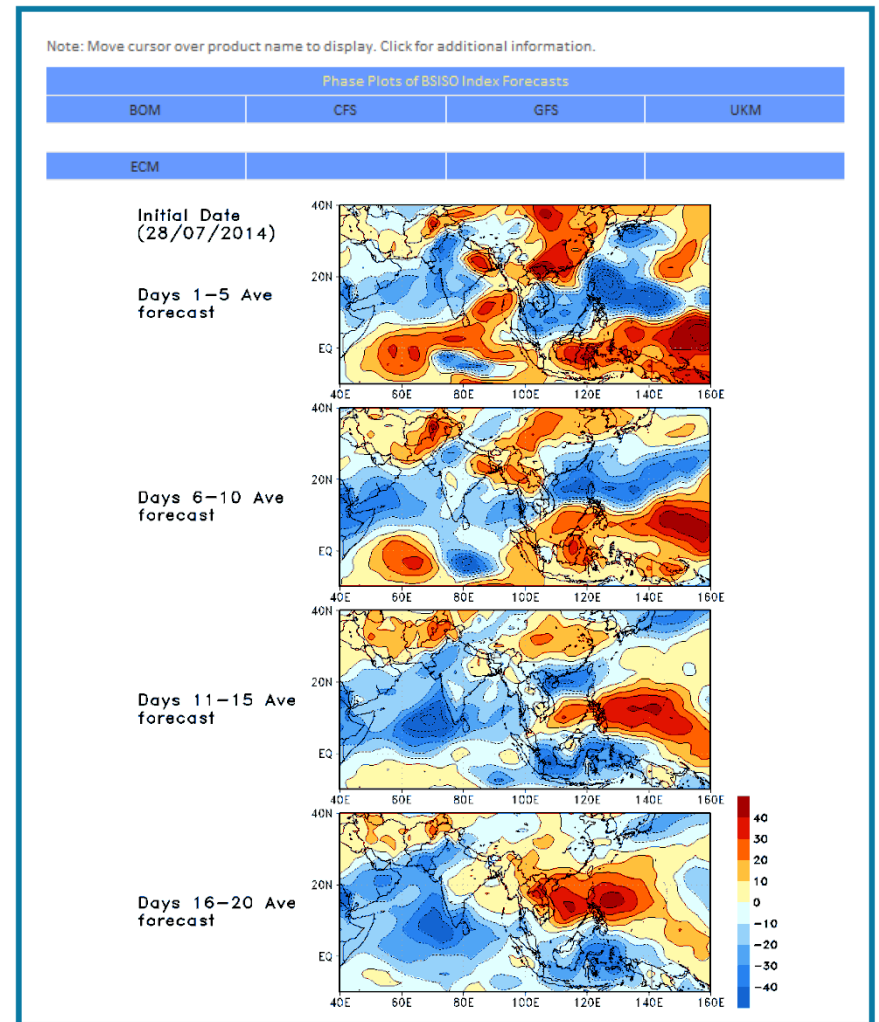 Note: Move cursor over product name to display. Click for additional information.
Phase Plots of BSISO Index Forecasts
BOM CFS GFS UKM
ECM
Initial Date
(28/07/2014)
Days 1-5 Ave
forecast
40N
20N
EQ
40E 60E 80E 100E 120E 140E 160E
Days 6-10 Ave
forecast
40N
20N
EQ
40E 60E 80E 100E 120E 140E 160E
Days 11-15 Ave
forecast
40N
20N
EQ
40E 60E 80E 100E 120E 140E 160E
Days 16-20 Ave
forecast
40N
20N
EQ
40E 60E 80E 100E 120E 140E 160E
40
30
20
10
0
-10
-20
-30
-40